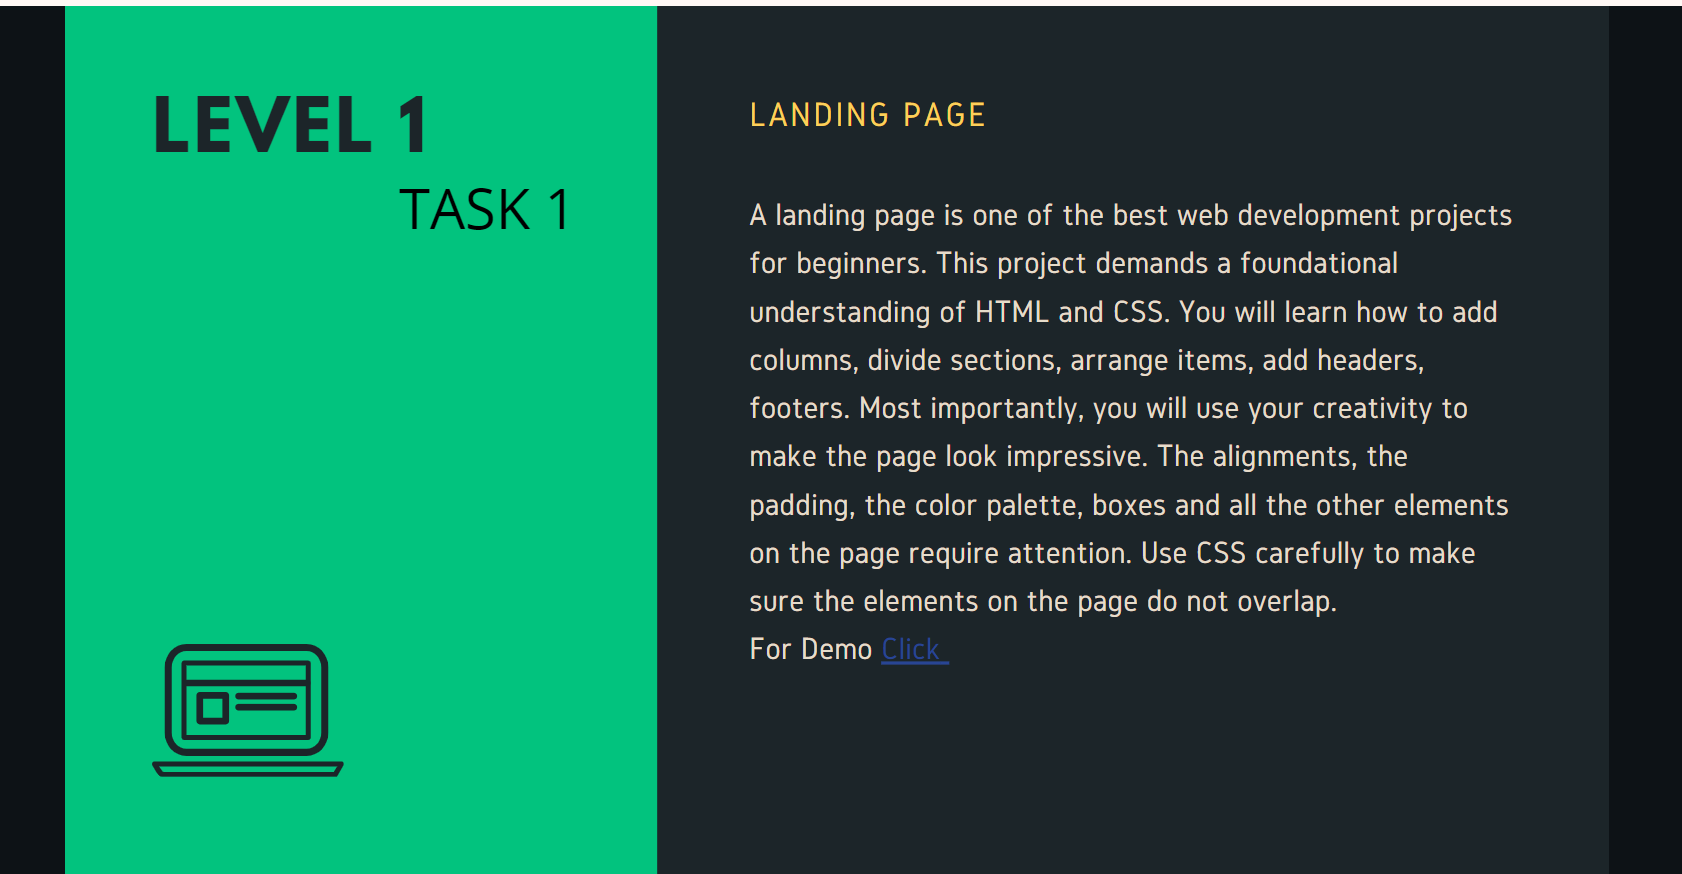 LEVEL 1
TASK 1
LANDING PAGE
A landing page is one of the best web development projects
for beginners. This project demands a foundational
understanding of HTML and CSS. You will learn how to add
columns, divide sections, arrange items, add headers,
footers. Most importantly, you will use your creativity to
make the page look impressive. The alignments, the
padding, the color palette, boxes and all the other elements
on the page require attention. Use CSS carefully to make
sure the elements on the page do not overlap.
For Demo Click